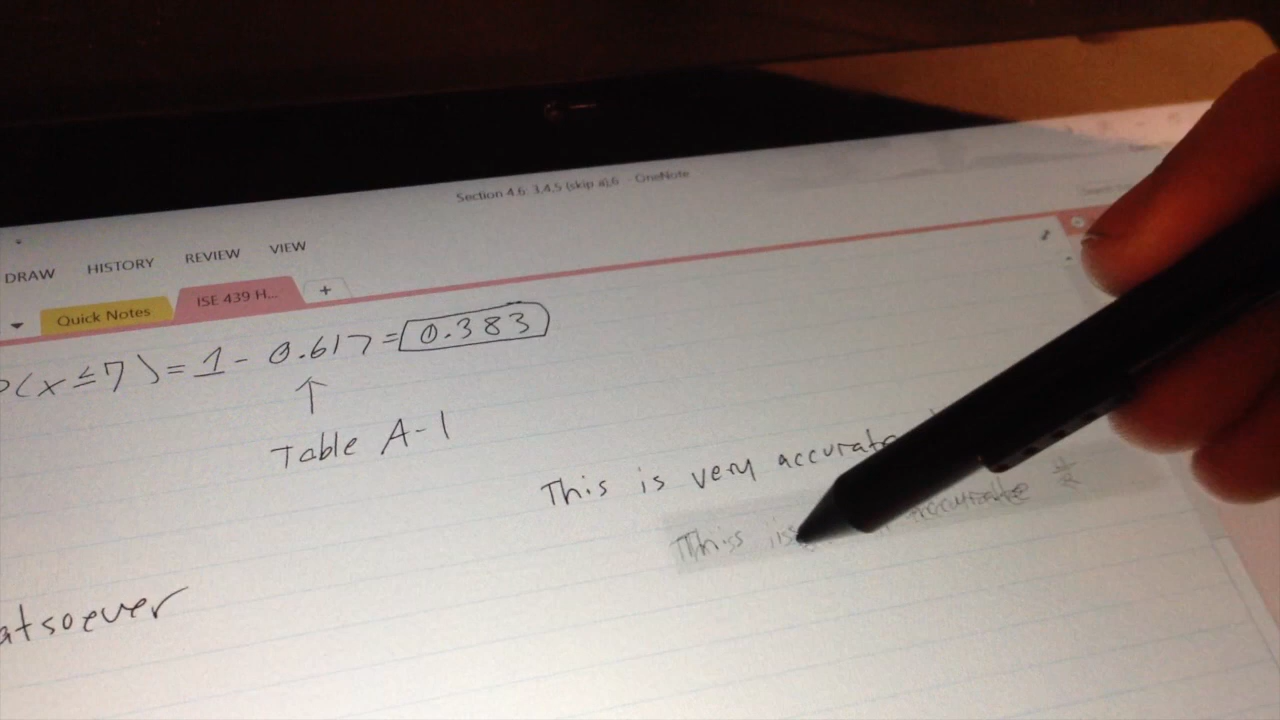 Section 4.6: 3,4,5 (skip a),6 - OneNote
DRAW HISTORY REVIEW VIEW
Quick Notes ISE 439 H... +
(x ≤ 7) = 1 - 0.617 = 0.383
↑
Table A-1
This is very accurate
This is accurate
atsoever